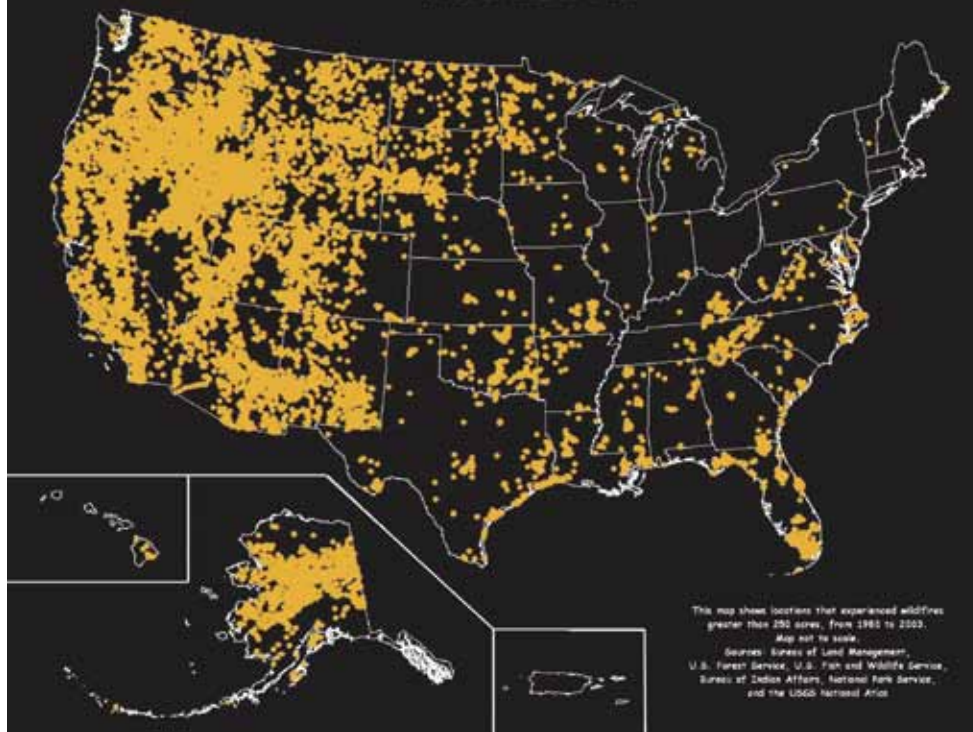 This map shows locations that experienced wildfires
greater than 250 acres, from 1980 to 2003.
Map not to scale.
Sources: Bureau of Land Management,
U.S. Forest Service, U.S. Fish and Wildlife Service,
Bureau of Indian Affairs, National Park Service,
and the USGS National Atlas